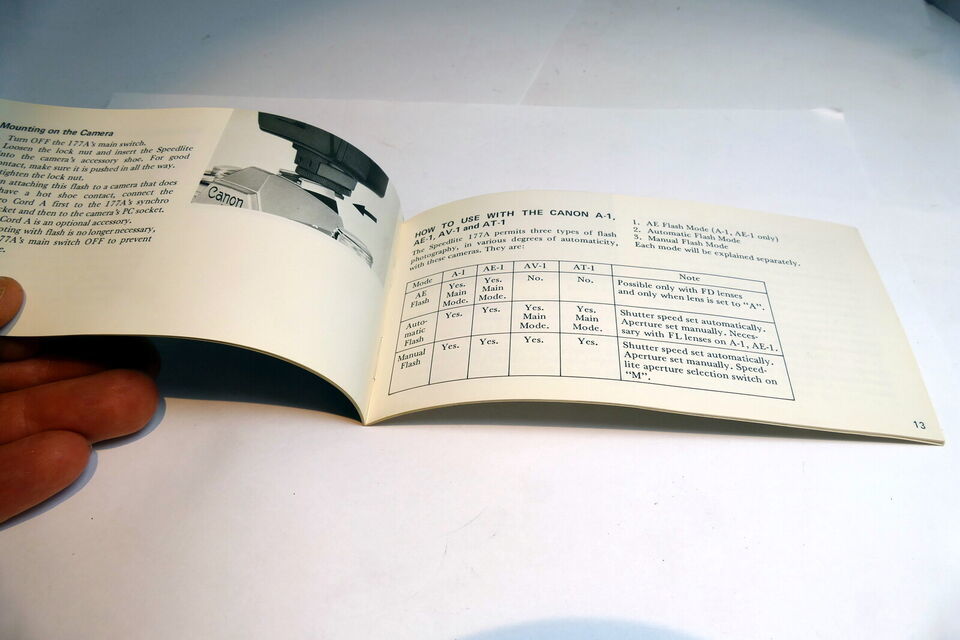 Mounting on the Camera
Turn OFF the 177A's main switch.
Loosen the lock nut and insert the Speedlite
into the camera's accessory shoe. For good
contact, make sure it is pushed in all the way.
tighten the lock nut.
attaching this flash to a camera that does
have a hot shoe contact, connect the
Cord A first to the 177A's synchro
and then to the camera's PC socket.
Cord A is an optional accessory.
with flash is no longer necessary,
main switch OFF to prevent
Canon
HOW TO USE WITH THE CANON A-1,
AE-1, AV-1 and AT-1
The Speedlite 177A permits three types of flash
photography, in various degrees of automaticity,
with these cameras. They are:
1. AE Flash Mode (A-1, AE-1 only)
2. Automatic Flash Mode
3. Manual Flash Mode
Each mode will be explained separately.
Mode A-1 AE-1 AV-1 AT-1 Note
AE Flash Yes. Main Mode. Yes. Main Mode. No. No. Possible only with FD lenses
and only when lens is set to "A".
Auto-
matic
Flash Yes. Yes. Yes. Main Mode. Yes. Main Mode. Shutter speed set automatically.
Aperture set manually. Neces-
sary with FL lenses on A-1, AE-1.
Manual Flash Yes. Yes. Yes. Yes. Shutter speed set automatically.
Aperture set manually. Speed-
lite aperture selection switch on
"M".
13